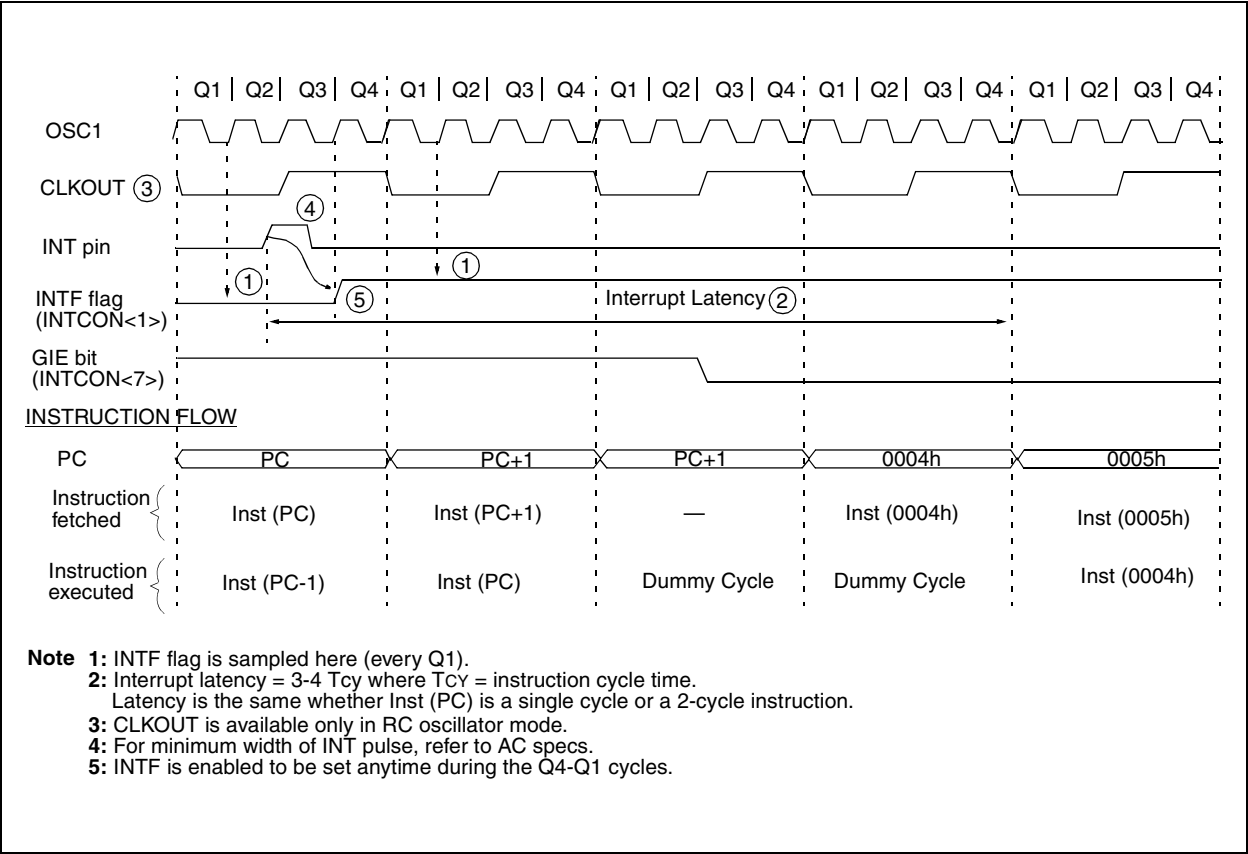 Q1 | Q2 | Q3 | Q4 Q1 | Q2 | Q3 | Q4 Q1 | Q2 | Q3 | Q4 Q1 | Q2 | Q3 | Q4 Q1 | Q2 | Q3 | Q4
OSC1
CLKOUT 3
4
INT pin
1 1
INTF flag
(INTCON<1>)
5
Interrupt Latency 2
GIE bit
(INTCON<7>)
INSTRUCTION FLOW
PC PC PC+1 PC+1 0004h 0005h
Instruction
fetched
Inst (PC) Inst (PC+1) — Inst (0004h) Inst (0005h)
Instruction
executed
Inst (PC-1) Inst (PC) Dummy Cycle Dummy Cycle Inst (0004h)
Note 1: INTF flag is sampled here (every Q1).
2: Interrupt latency = 3-4 Tcy where TCY = instruction cycle time.
Latency is the same whether Inst (PC) is a single cycle or a 2-cycle instruction.
3: CLKOUT is available only in RC oscillator mode.
4: For minimum width of INT pulse, refer to AC specs.
5: INTF is enabled to be set anytime during the Q4-Q1 cycles.